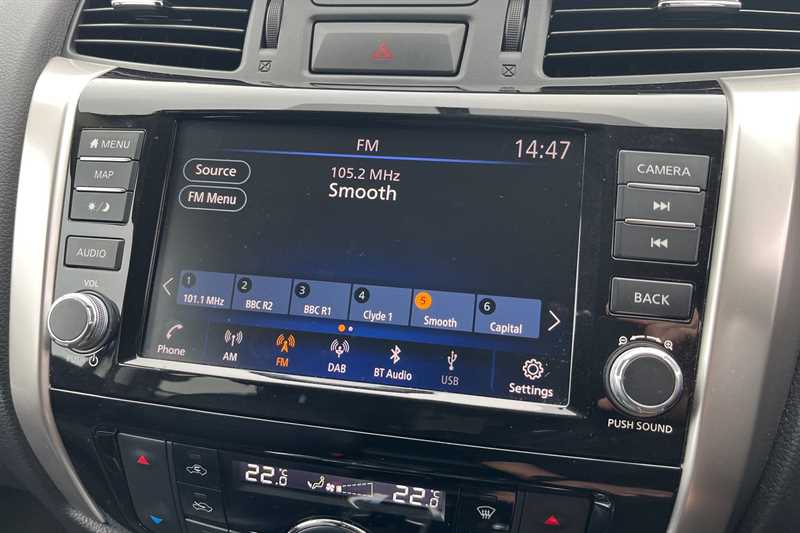 FM
14:47
MENU
MAP
AUDIO
VOL
Source
FM Menu
105.2 MHz
Smooth
1 2 3 4 5 6
101.1 MHz BBC R2 BBC R1 Clyde 1 Smooth Capital
Phone AM FM DAB BT Audio USB Settings
CAMERA
BACK
PUSH SOUND
22.0°C
22.0°C